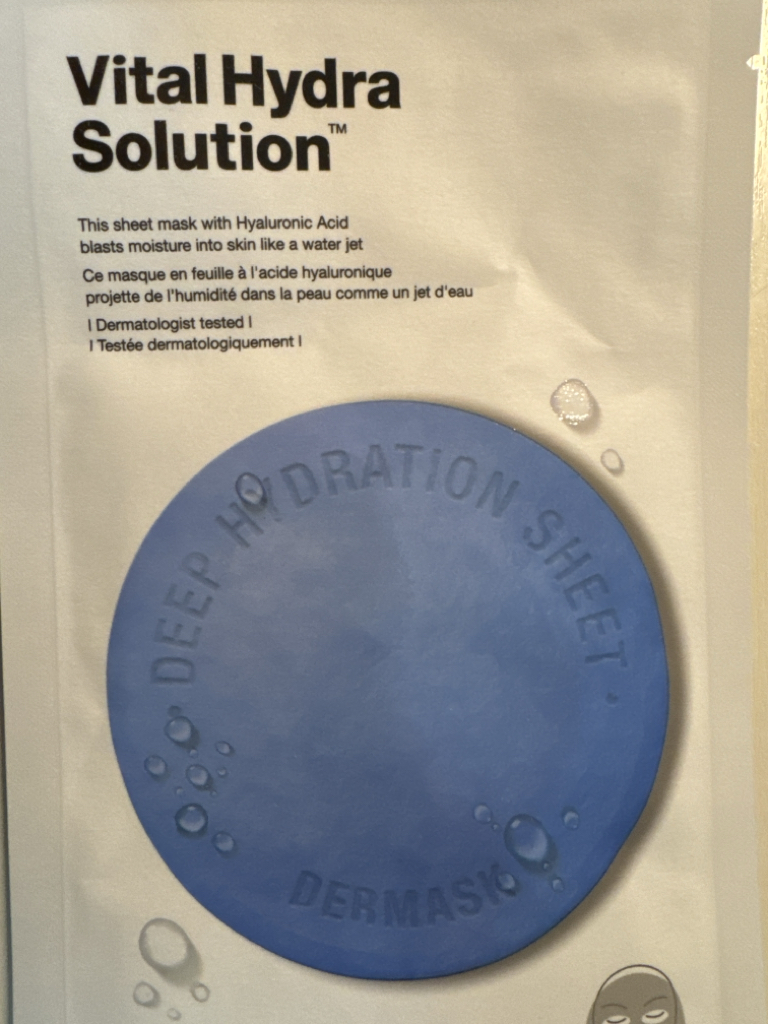 Vital Hydra
Solution™
This sheet mask with Hyaluronic Acid
blasts moisture into skin like a water jet
Ce masque en feuille à l'acide hyaluronique
projette de l'humidité dans la peau comme un jet d'eau
I Dermatologist tested I
I Testée dermatologiquement I
DEEP HYDRATION SHEET
DERMASK